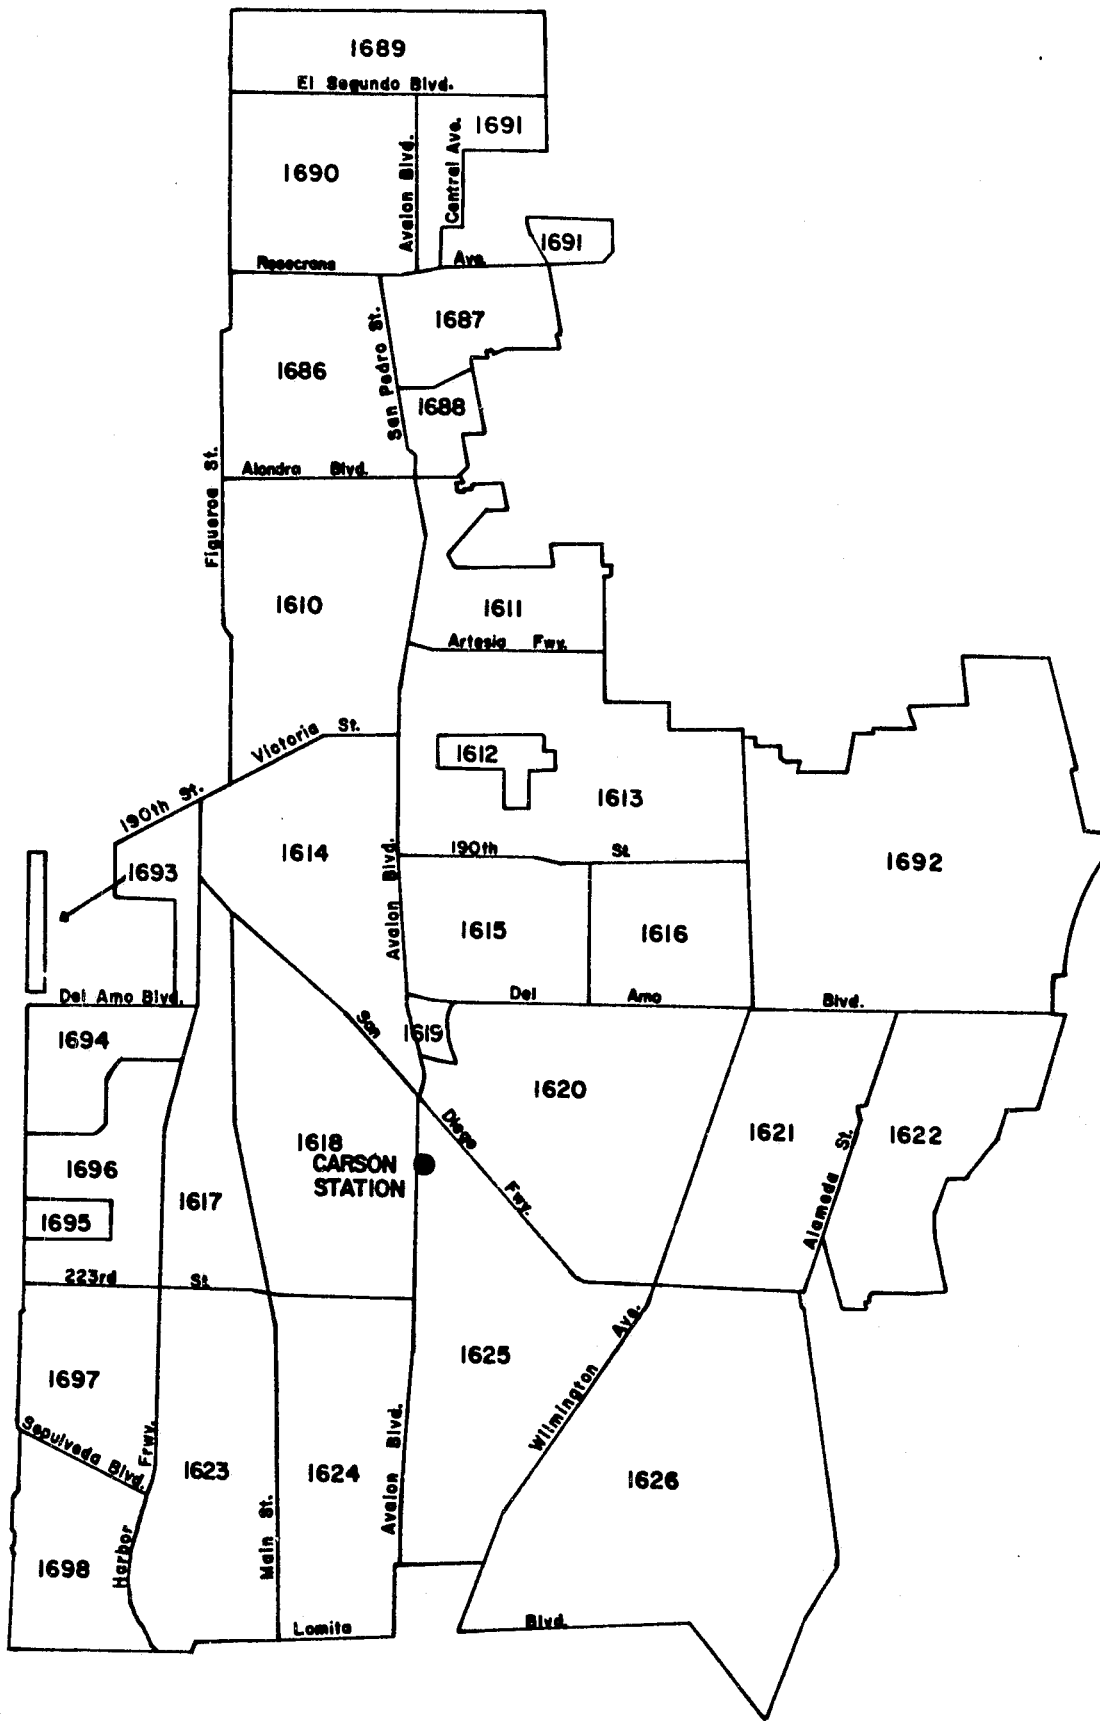 1689
El Segundo Blvd.
1691
Avalon Blvd.
Central Ave.
1690
1691
Rosecrans Ave.
1687
San Pedro St.
1686
1688
Alondra Blvd.
Figueroa St.
1610
1611
Artesia Fwy.
Victoria St.
1612
190th St.
1613
1614
Avalon Blvd.
190th St.
1692
1693
1615
1616
Del Amo Blvd.
Del Amo Blvd.
1694
San Diego Fwy.
1619
1620
1621
1622
Alameda St.
1618
CARSON
STATION
1696
1617
1695
223rd St.
1625
Wilmington Ave.
1697
Sepulveda Blvd.
Harbor Frwy.
1623
Main St.
1624
Avalon Blvd.
1626
1698
Lomita Blvd.